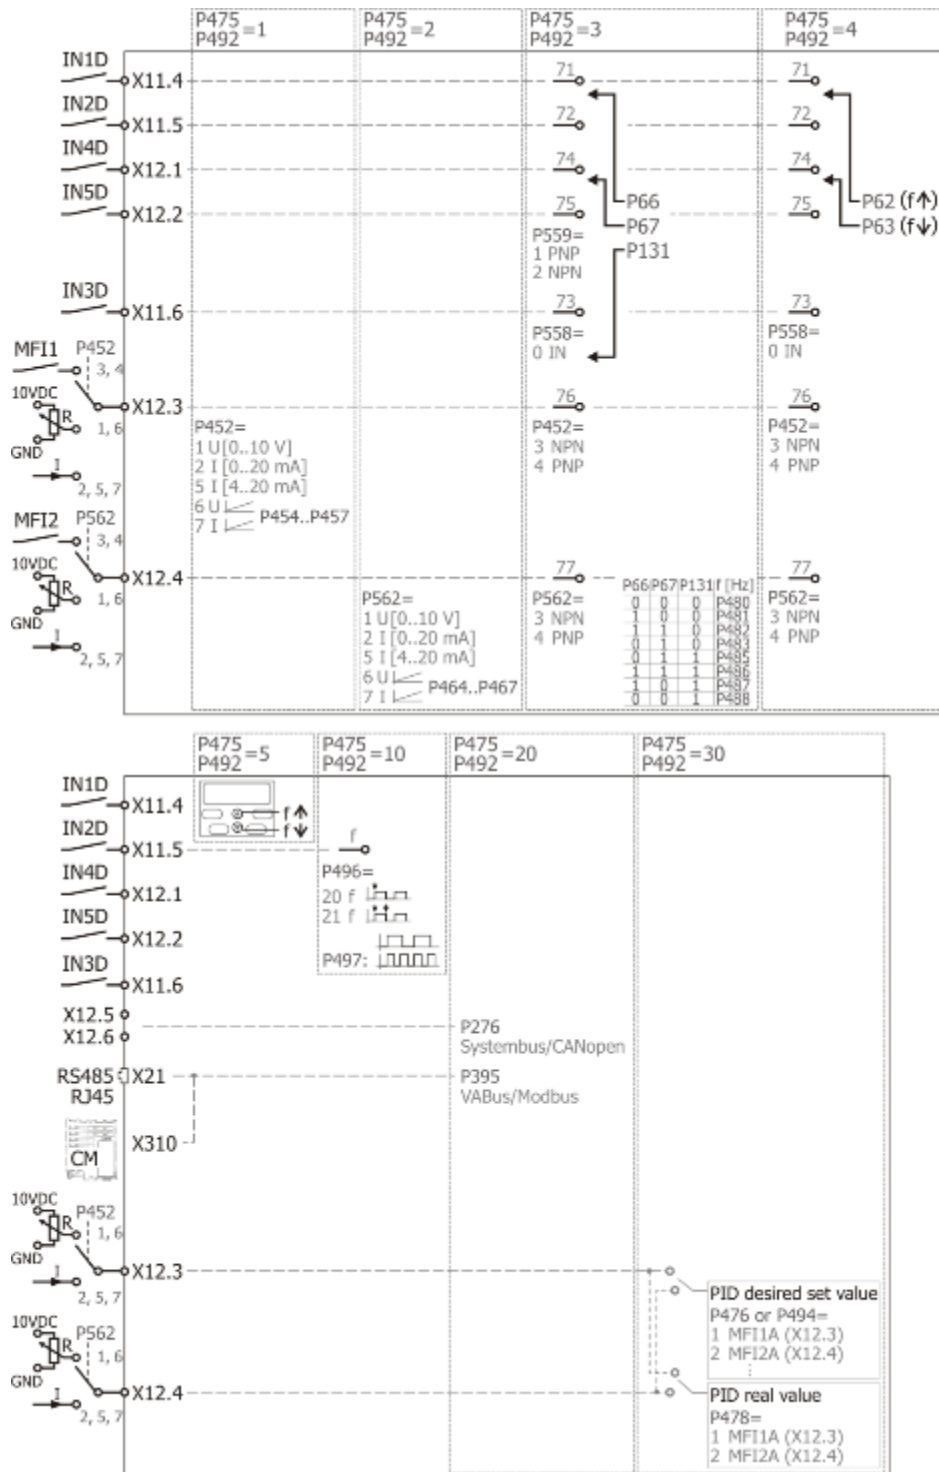 P475
P492 =1
P475
P492 =2
P475
P492 =3
P475
P492 =4
IN1D
X11.4
71
71
IN2D
X11.5
72
72
IN4D
X12.1
74
74
IN5D
X12.2
75
P66
75
P62 (f↑)
P67
P63 (f↓)
P559=
1 PNP
2 NPN
P131
IN3D
X11.6
73
73
P558=
0 IN
P558=
0 IN
MFI1
P452
3, 4
10VDC
R
1, 6
GND
I
2, 5, 7
X12.3
76
76
P452=
1 U[0..10 V]
2 I [0..20 mA]
5 I [4..20 mA]
6 U
7 I
P454..P457
P452=
3 NPN
4 PNP
P452=
3 NPN
4 PNP
MFI2
P562
3, 4
10VDC
R
1, 6
GND
I
2, 5, 7
X12.4
77
77
P562=
1 U[0..10 V]
2 I [0..20 mA]
5 I [4..20 mA]
6 U
7 I
P464..P467
P562=
3 NPN
4 PNP
P66 P67 P131 f [Hz]
0 0 0 P480
1 0 0 P481
1 1 0 P482
0 1 0 P483
0 1 1 P485
1 1 1 P486
1 0 1 P487
0 0 1 P488
P562=
3 NPN
4 PNP
P475
P492 =5
P475
P492 =10
P475
P492 =20
P475
P492 =30
IN1D
X11.4
f ↑
f ↓
IN2D
X11.5
f
IN4D
X12.1
P496=
20 f
21 f
IN5D
X12.2
P497:
IN3D
X11.6
X12.5
X12.6
P276
Systembus/CANopen
RS485
X21
RJ45
P395
VABus/Modbus
CM
X310
10VDC
P452
R
1, 6
GND
I
2, 5, 7
X12.3
PID desired set value
P476 or P494=
1 MFI1A (X12.3)
2 MFI2A (X12.4)
10VDC
P562
R
1, 6
GND
I
2, 5, 7
X12.4
PID real value
P478=
1 MFI1A (X12.3)
2 MFI2A (X12.4)